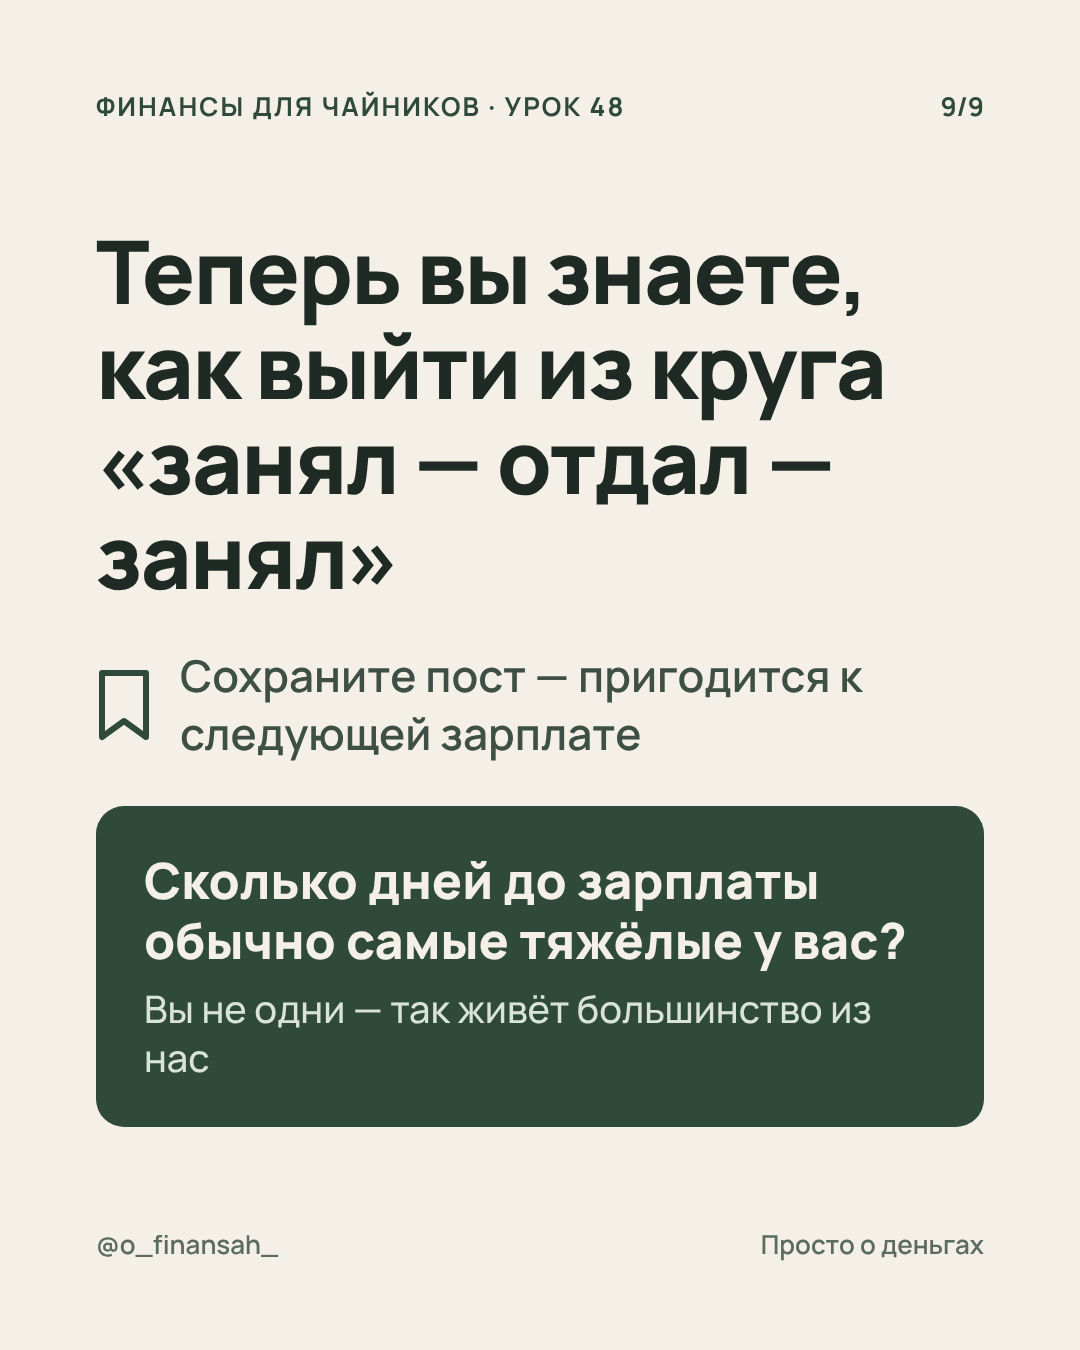 ФИНАНСЫ ДЛЯ ЧАЙНИКОВ · УРОК 48
9/9
Теперь вы знаете,
как выйти из круга
«занял — отдал —
занял»
Сохраните пост — пригодится к
следующей зарплате
Сколько дней до зарплаты
обычно самые тяжёлые у вас?
Вы не одни — так живёт большинство из
нас
@o_finansah_
Просто о деньгах